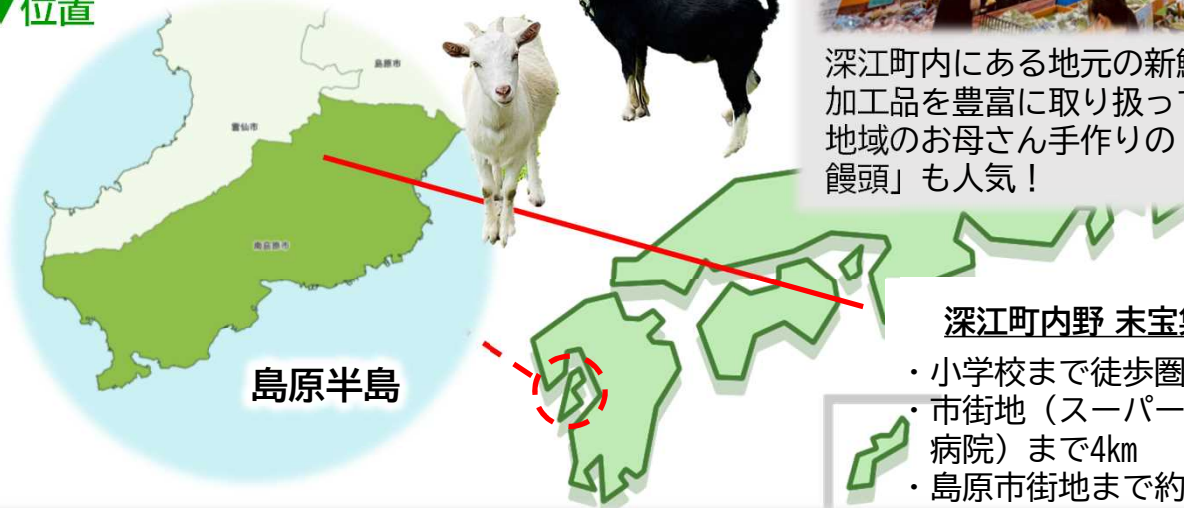 位置
島原市
雲仙市
南島原市
島原半島
深江町内にある地元の新鮮
加工品を豊富に取り扱って
地域のお母さん手作りの「
饅頭」も人気！
深江町内野 末宝集
・小学校まで徒歩圏
・市街地（スーパー
病院）まで4km
・島原市街地まで約